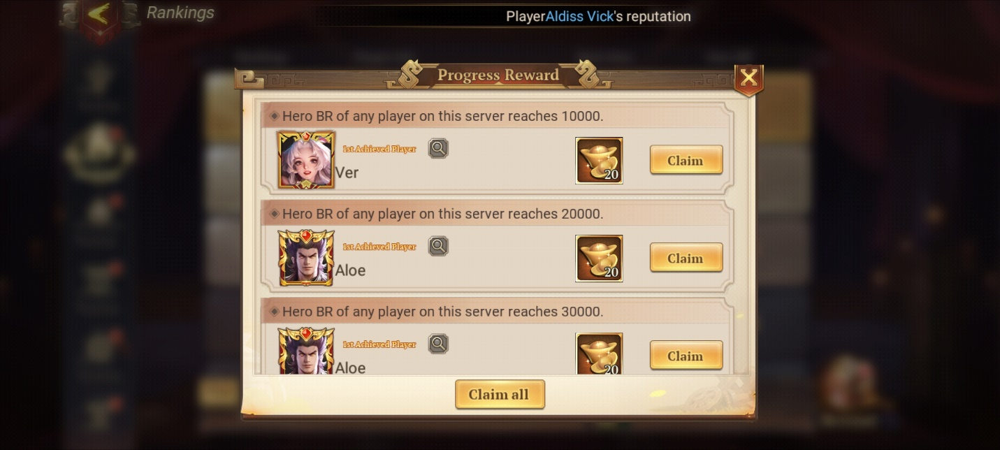 Rankings
PlayerAldiss Vick's reputation
Progress Reward
Hero BR of any player on this server reaches 10000.
1st Achieved Player
Ver
20
Claim
Hero BR of any player on this server reaches 20000.
1st Achieved Player
Aloe
20
Claim
Hero BR of any player on this server reaches 30000.
1st Achieved Player
Aloe
20
Claim
Claim all